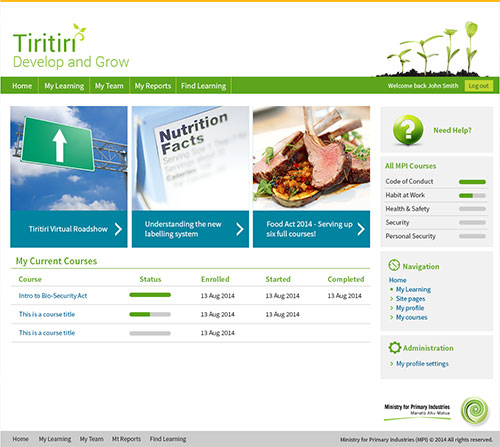 Tiritiri
Develop and Grow
Home
My Learning
My Team
My Reports
Find Learning
Welcome back John Smith
Log out
Nutrition
Facts
Tiritiri Virtual Roadshow
Understanding the new
labelling system
Food Act 2014 - Serving up
six full courses!
?
Need Help?
All MPI Courses
Code of Conduct
Habit at Work
Health & Safety
Security
Personal Security
My Current Courses
Course Status Enrolled Started Completed
Intro to Bio-Security Act 13 Aug 2014 13 Aug 2014 13 Aug 2014
This is a course title 13 Aug 2014 13 Aug 2014
This is a course title 13 Aug 2014
Navigation
Home
My Learning
Site pages
My profile
My courses
Administration
My profile settings
Ministry for Primary Industries
Manatū Ahu Matua
Home My Learning My Team Mt Reports Find Learning
Ministry for Primary Industries (MPI) © 2014 All rights reserved.